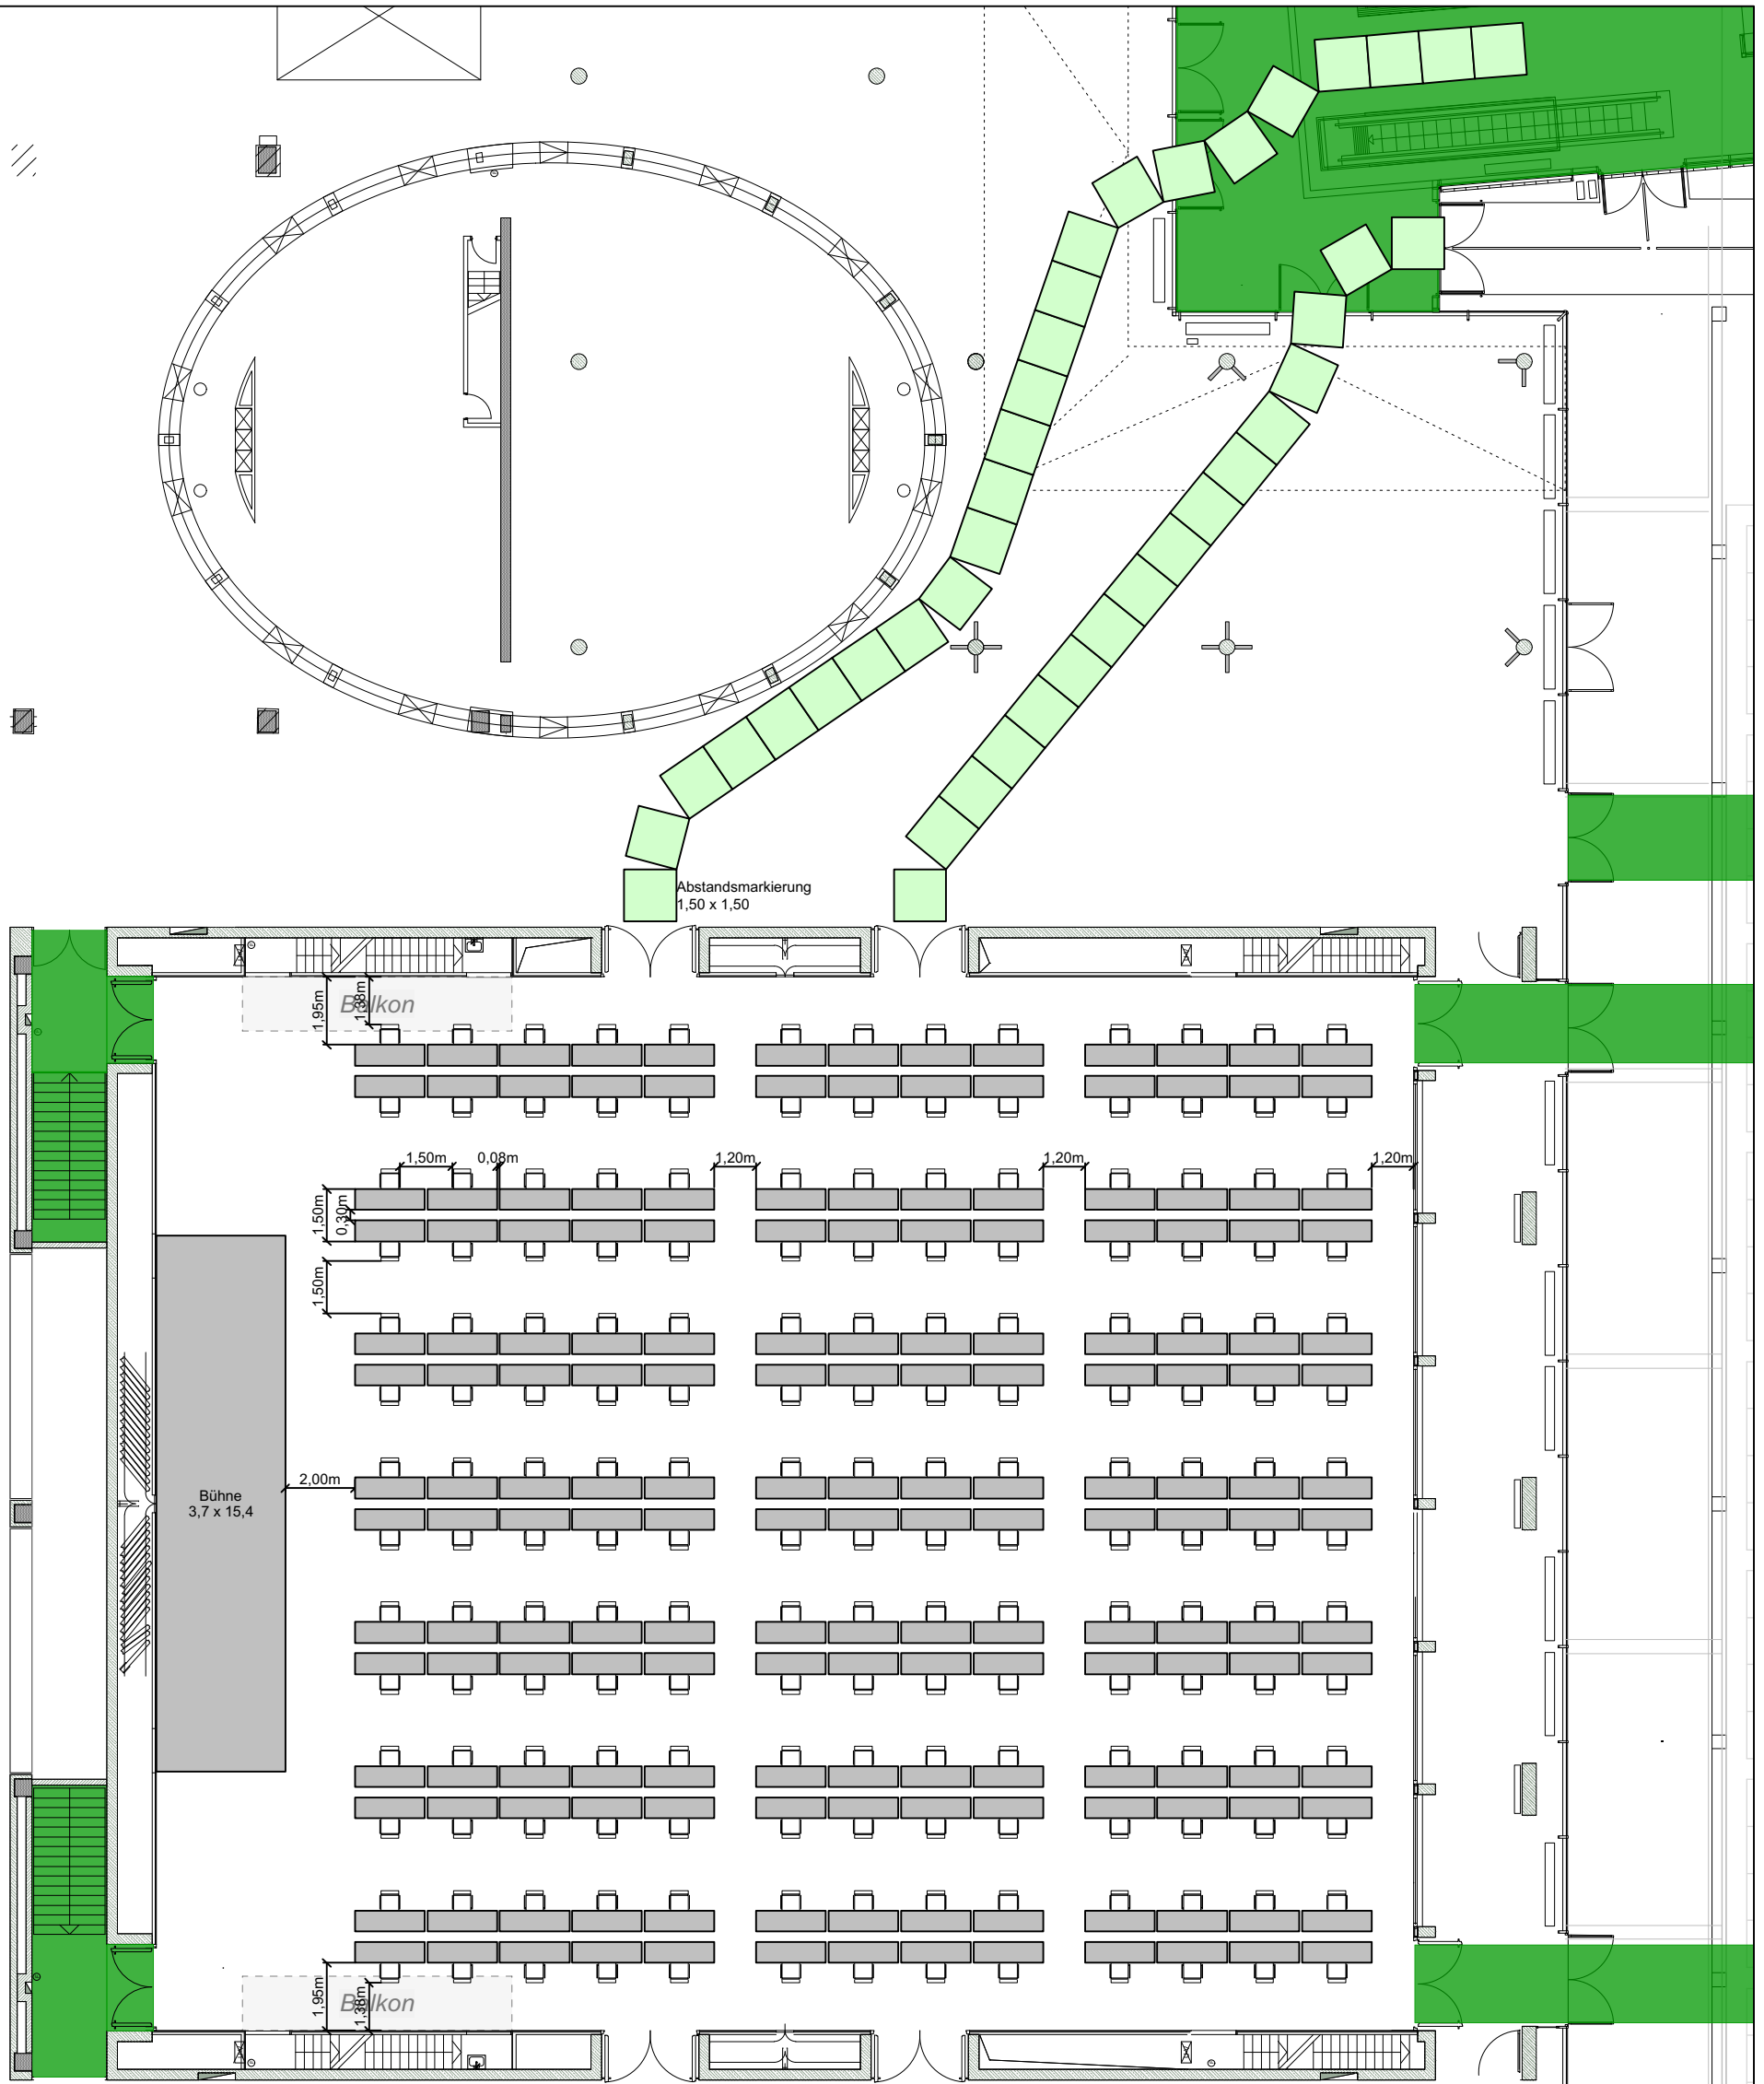 Abstandsmarkierung
1,50 x 1,50
Balkon
1,95m
1,38m
1,50m
0,08m
1,20m
1,20m
1,20m
1,50m
0,30m
1,50m
2,00m
Bühne
3,7 x 15,4
1,95m
1,38m
Balkon